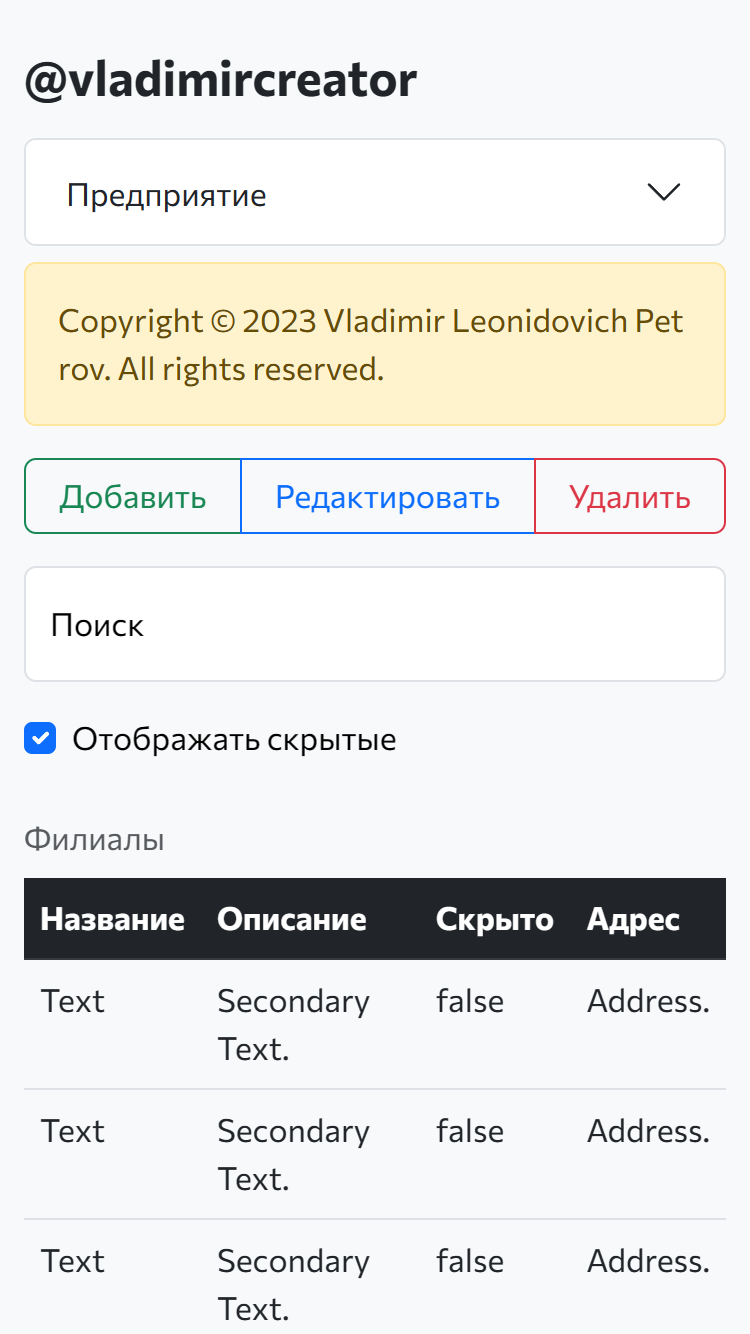 @vladimircreator
Предприятие
Copyright © 2023 Vladimir Leonidovich Pet
rov. All rights reserved.
Добавить Редактировать Удалить
Поиск
Отображать скрытые
Филиалы
Название Описание Скрыто Адрес
Text Secondary false Address.
Text.
Text Secondary false Address.
Text.
Text Secondary false Address.
Text.